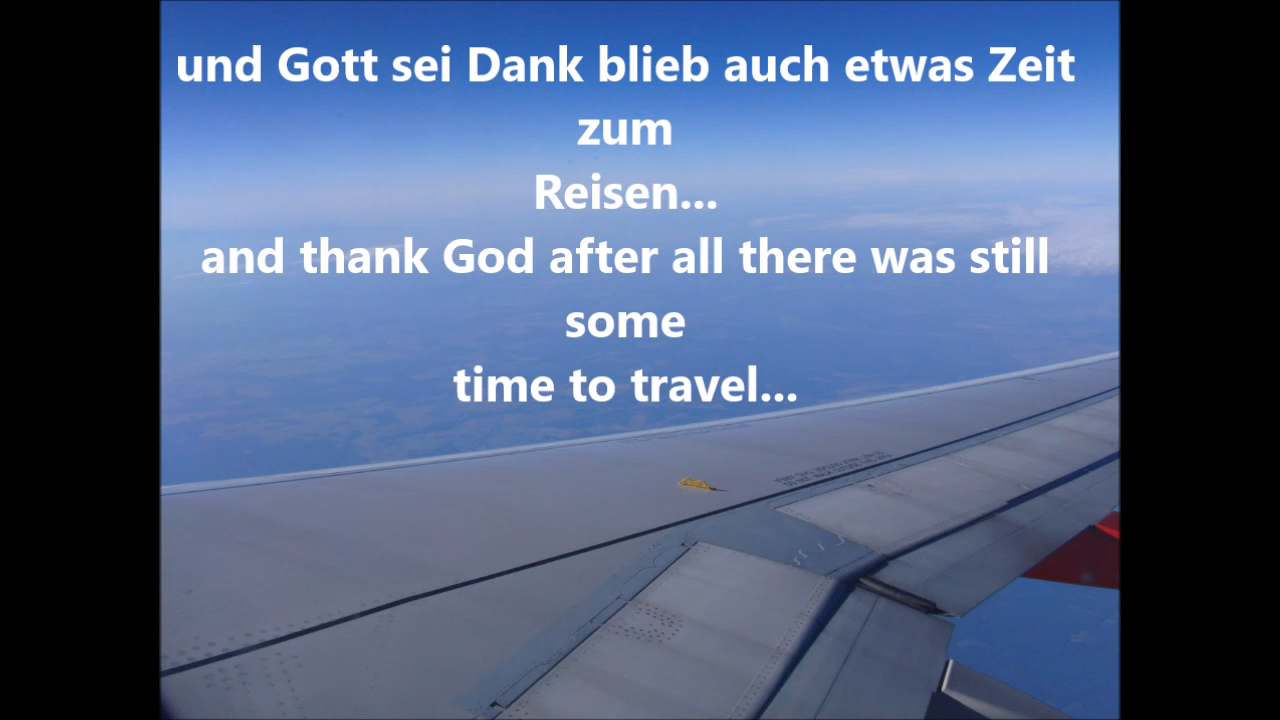 und Gott sei Dank blieb auch etwas Zeit
zum
Reisen...
and thank God after all there was still
some
time to travel...